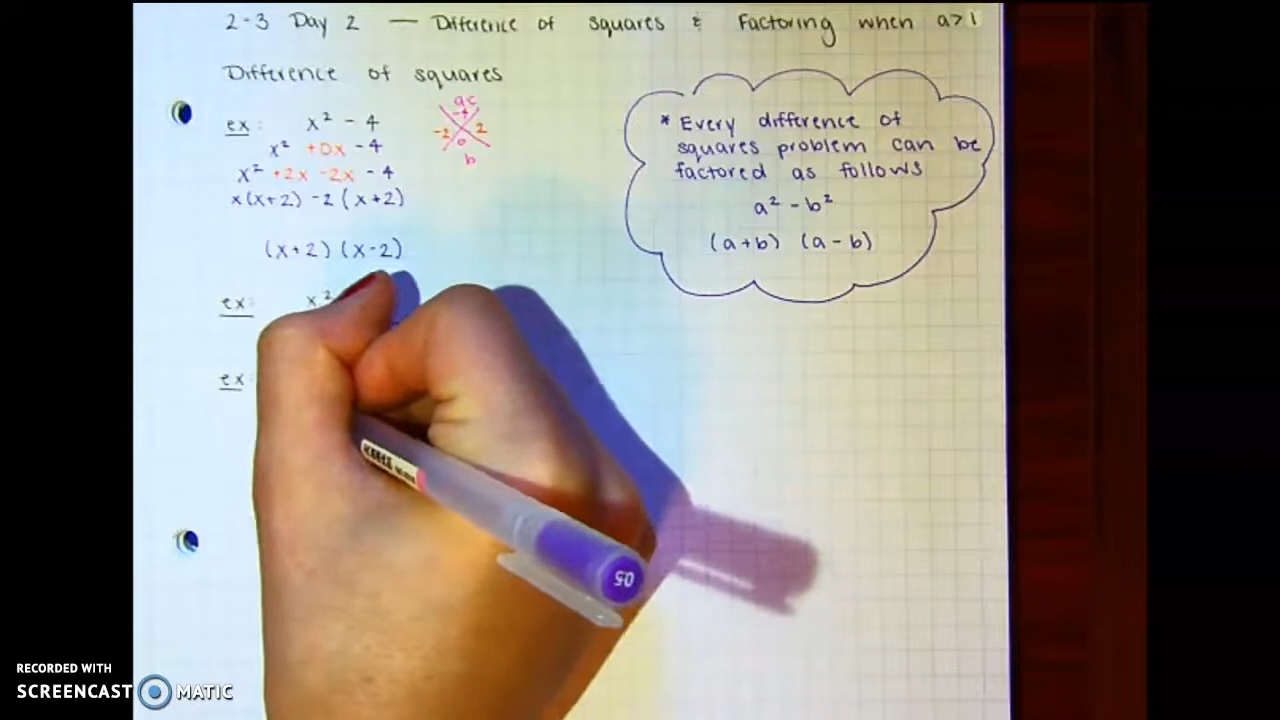 2-3 Day 2 — Difference of squares & Factoring when a>1
Difference of squares
ex: x² - 4
x² +0x -4
x² +2x -2x -4
x(x+2) -2(x+2)
(x+2)(x-2)
ac
-4
-2 2
0
b
* Every difference of
squares problem can be
factored as follows
a² - b²
(a+b) (a-b)
ex: x²
ex
05
RECORDED WITH
SCREENCAST MATIC